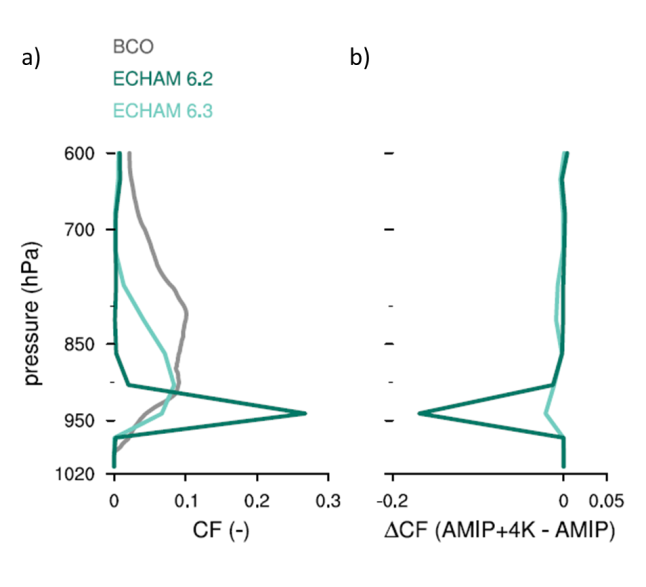 BCO
a)
b)
ECHAM 6.2
ECHAM 6.3
600
700
850
950
1020
pressure (hPa)
0 0.1 0.2 0.3
CF (-)
-0.2 0 0.05
ΔCF (AMIP+4K - AMIP)